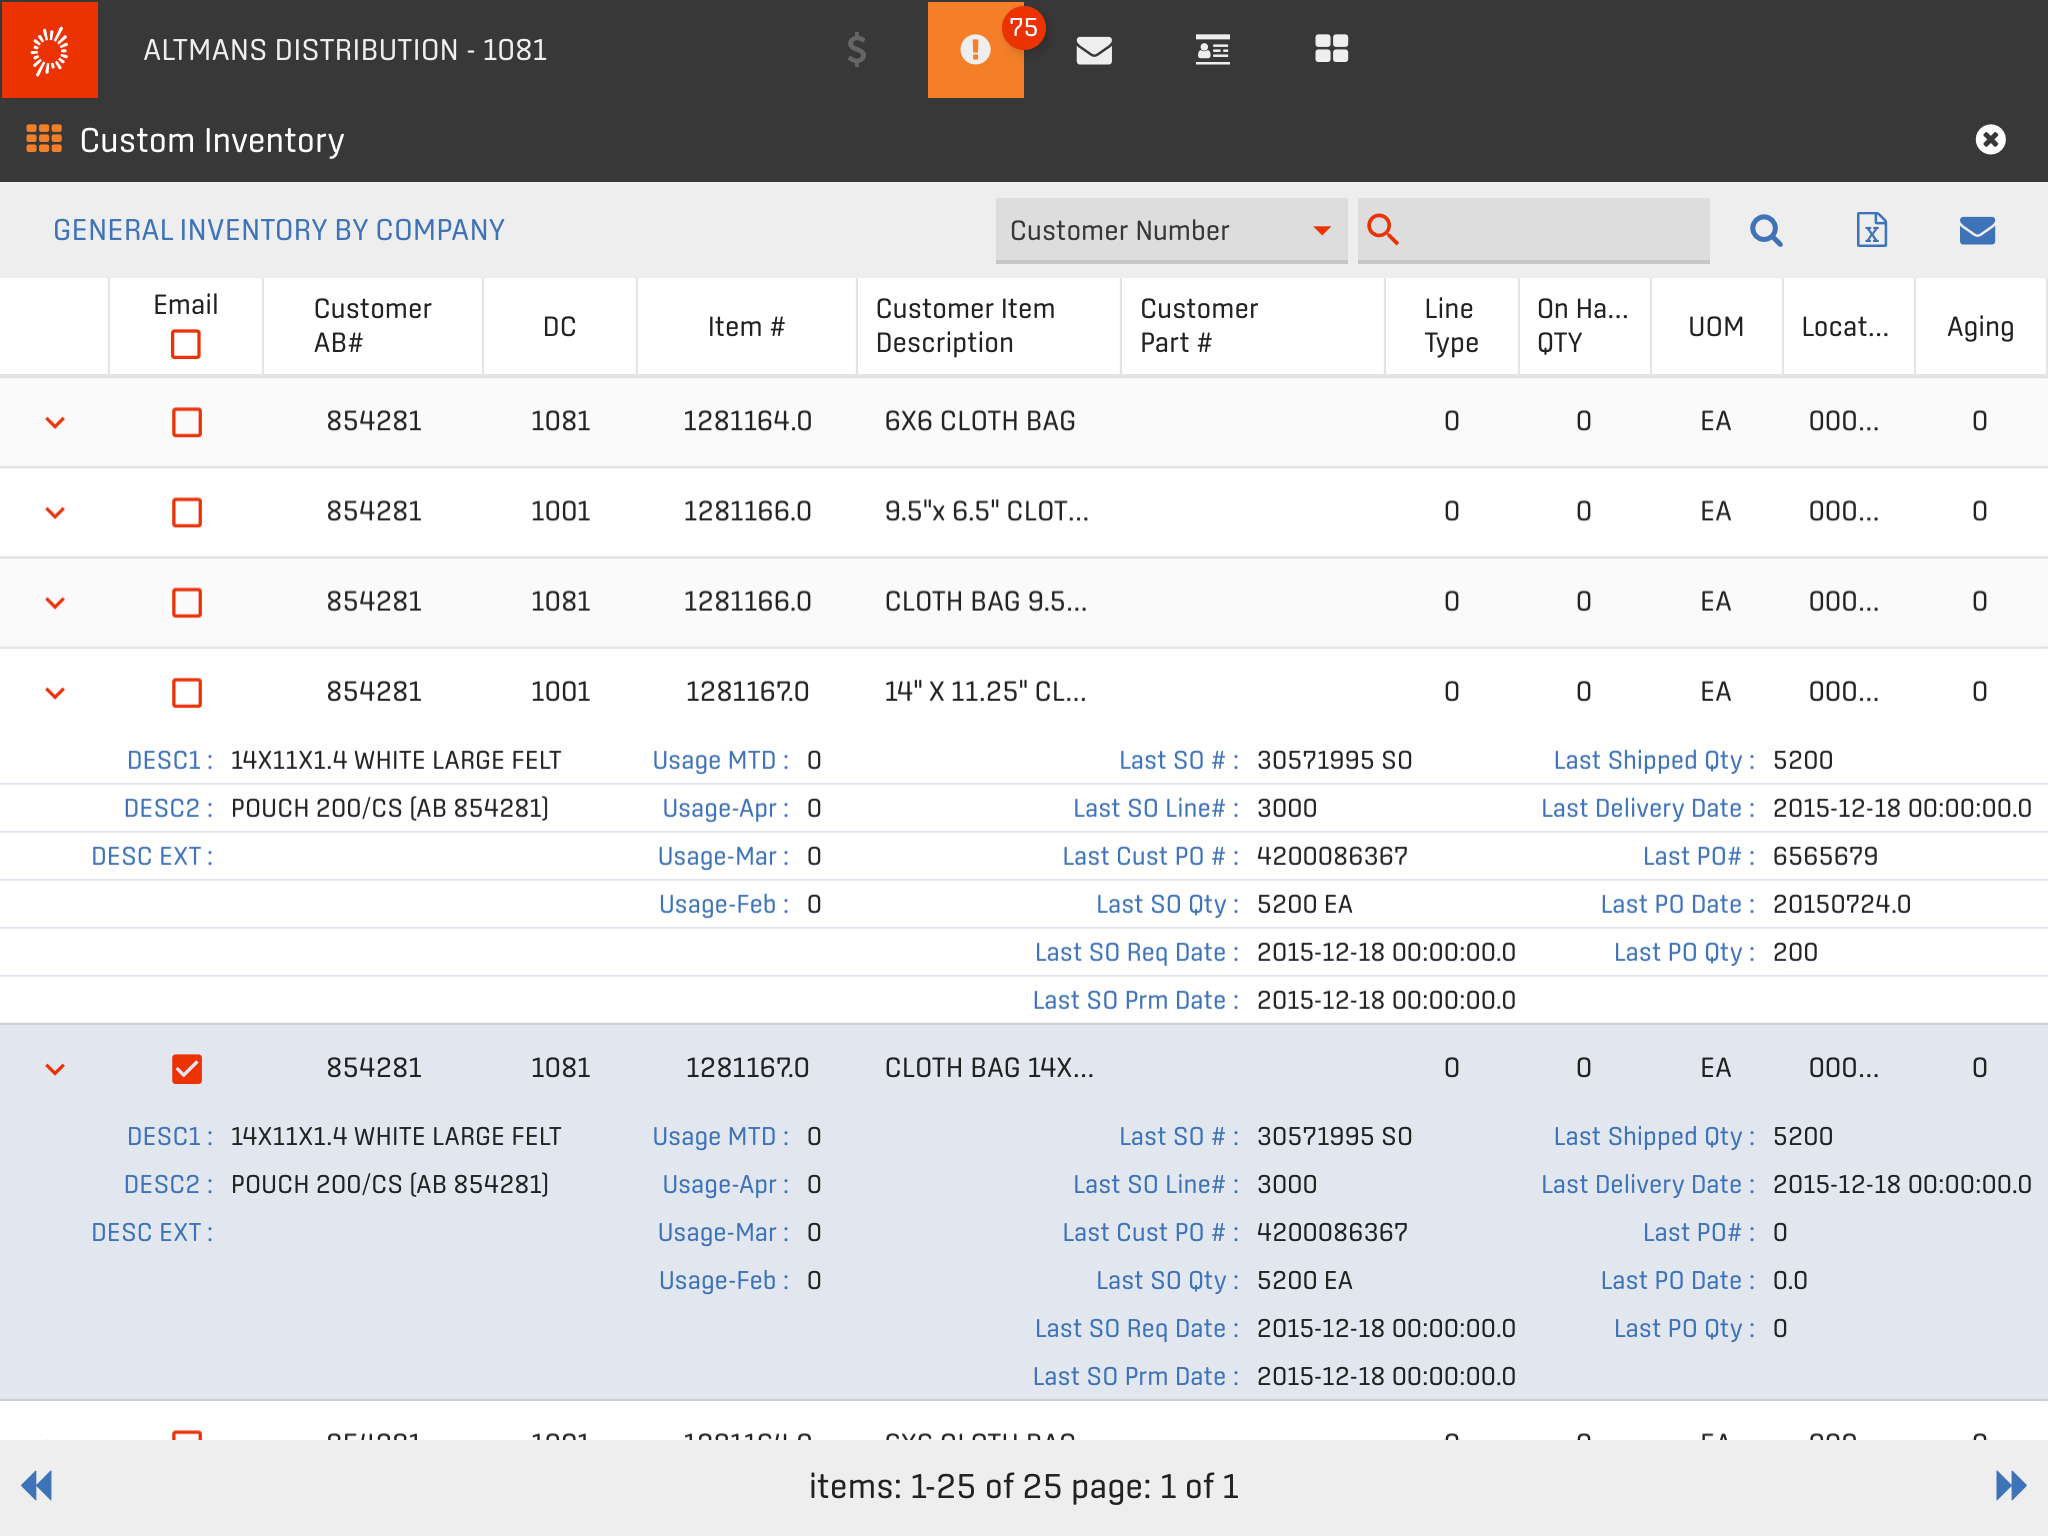 ALTMANS DISTRIBUTION - 1081
75
Custom Inventory
GENERAL INVENTORY BY COMPANY
Customer Number
Email
Customer AB#
DC
Item #
Customer Item Description
Customer Part #
Line Type
On Ha... QTY
UOM
Locat...
Aging
854281 1081 1281164.0 6X6 CLOTH BAG 0 0 EA 000... 0
854281 1001 1281166.0 9.5"x 6.5" CLOT... 0 0 EA 000... 0
854281 1081 1281166.0 CLOTH BAG 9.5... 0 0 EA 000... 0
854281 1001 1281167.0 14" X 11.25" CL... 0 0 EA 000... 0
DESC1 : 14X11X1.4 WHITE LARGE FELT Usage MTD : 0 Last SO # : 30571995 SO Last Shipped Qty : 5200
DESC2 : POUCH 200/CS (AB 854281) Usage-Apr : 0 Last SO Line# : 3000 Last Delivery Date : 2015-12-18 00:00:00.0
DESC EXT : Usage-Mar : 0 Last Cust PO # : 4200086367 Last PO# : 6565679
Usage-Feb : 0 Last SO Qty : 5200 EA Last PO Date : 20150724.0
Last SO Req Date : 2015-12-18 00:00:00.0 Last PO Qty : 200
Last SO Prm Date : 2015-12-18 00:00:00.0
854281 1081 1281167.0 CLOTH BAG 14X... 0 0 EA 000... 0
DESC1 : 14X11X1.4 WHITE LARGE FELT Usage MTD : 0 Last SO # : 30571995 SO Last Shipped Qty : 5200
DESC2 : POUCH 200/CS (AB 854281) Usage-Apr : 0 Last SO Line# : 3000 Last Delivery Date : 2015-12-18 00:00:00.0
DESC EXT : Usage-Mar : 0 Last Cust PO # : 4200086367 Last PO# : 0
Usage-Feb : 0 Last SO Qty : 5200 EA Last PO Date : 0.0
Last SO Req Date : 2015-12-18 00:00:00.0 Last PO Qty : 0
Last SO Prm Date : 2015-12-18 00:00:00.0
items: 1-25 of 25 page: 1 of 1